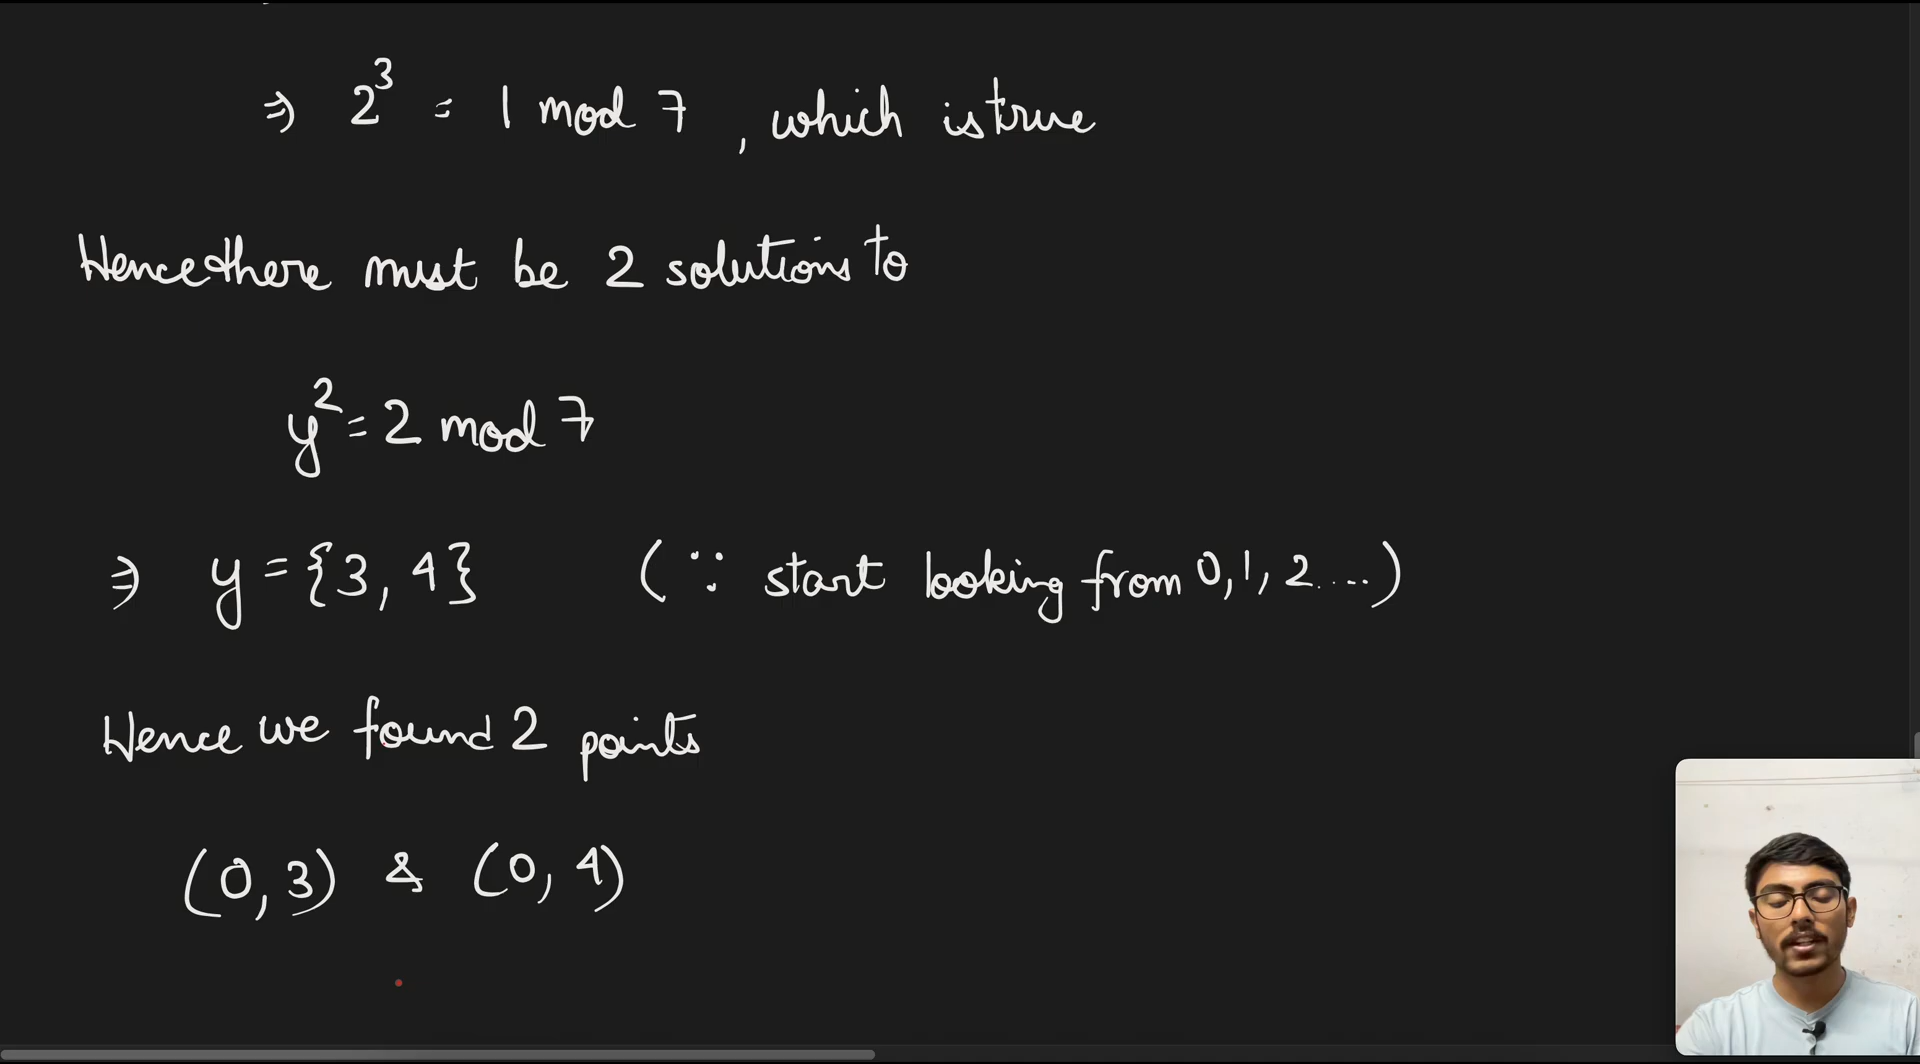 ⇒ 2³ = 1 mod 7, which is true
Hence there must be 2 solutions to
y² = 2 mod 7
⇒ y = {3, 4} (∵ start looking from 0, 1, 2....)
Hence we found 2 points
(0, 3) & (0, 4)